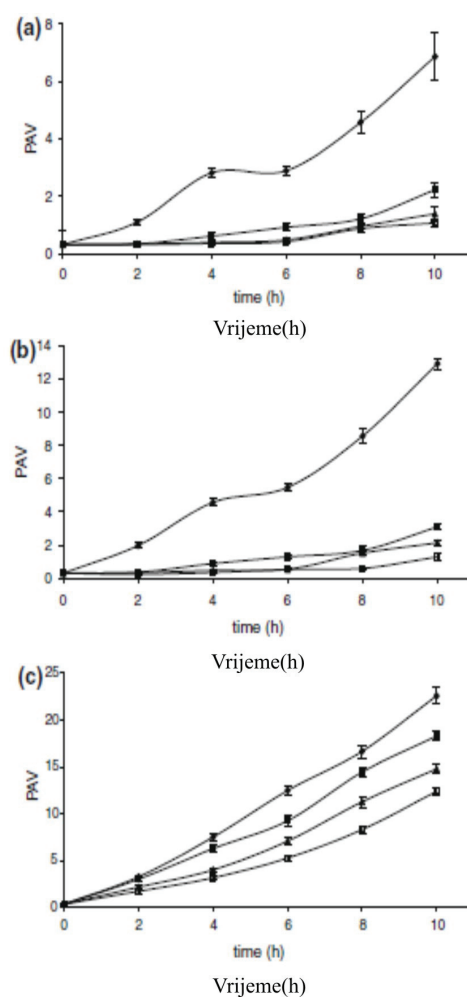 (a)
8
6
4
2
0
PAV
0 2 4 6 8 10
time (h)
Vrijeme(h)
(b)
14
12
10
8
6
4
2
0
PAV
0 2 4 6 8 10
time (h)
Vrijeme(h)
(c)
25
20
15
10
5
0
PAV
0 2 4 6 8 10
time (h)
Vrijeme(h)